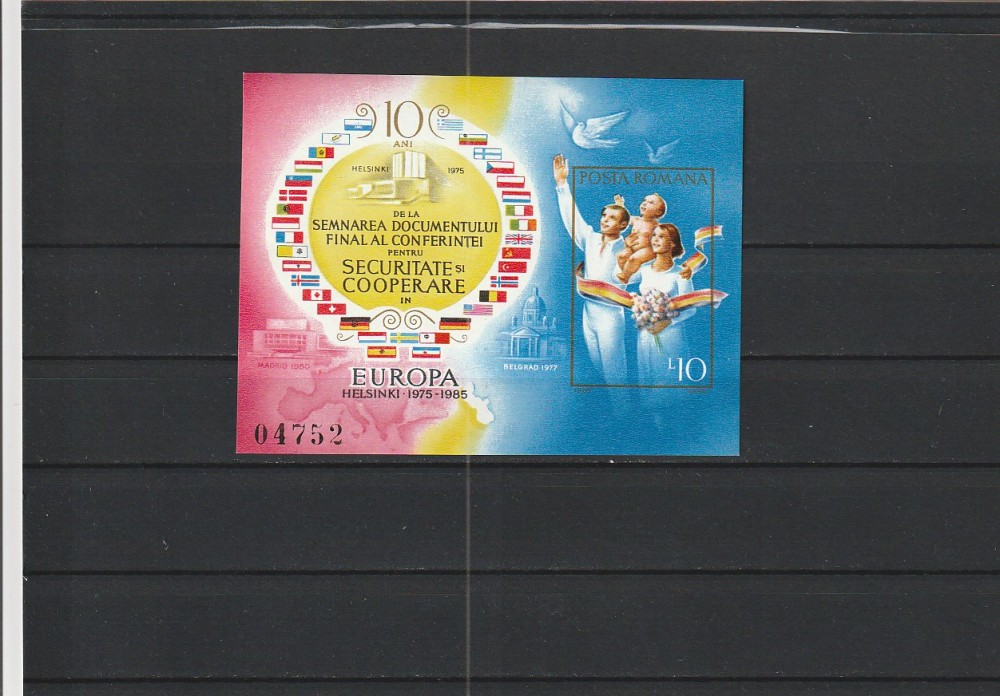 10
ANI
HELSINKI 1975
DE LA
SEMNAREA DOCUMENTULUI
FINAL AL CONFERINȚEI
PENTRU
SECURITATE ȘI
COOPERARE
IN
EUROPA
HELSINKI · 1975-1985
MADRID 1980
BELGRAD 1977
04752
POSTA ROMANA
L10